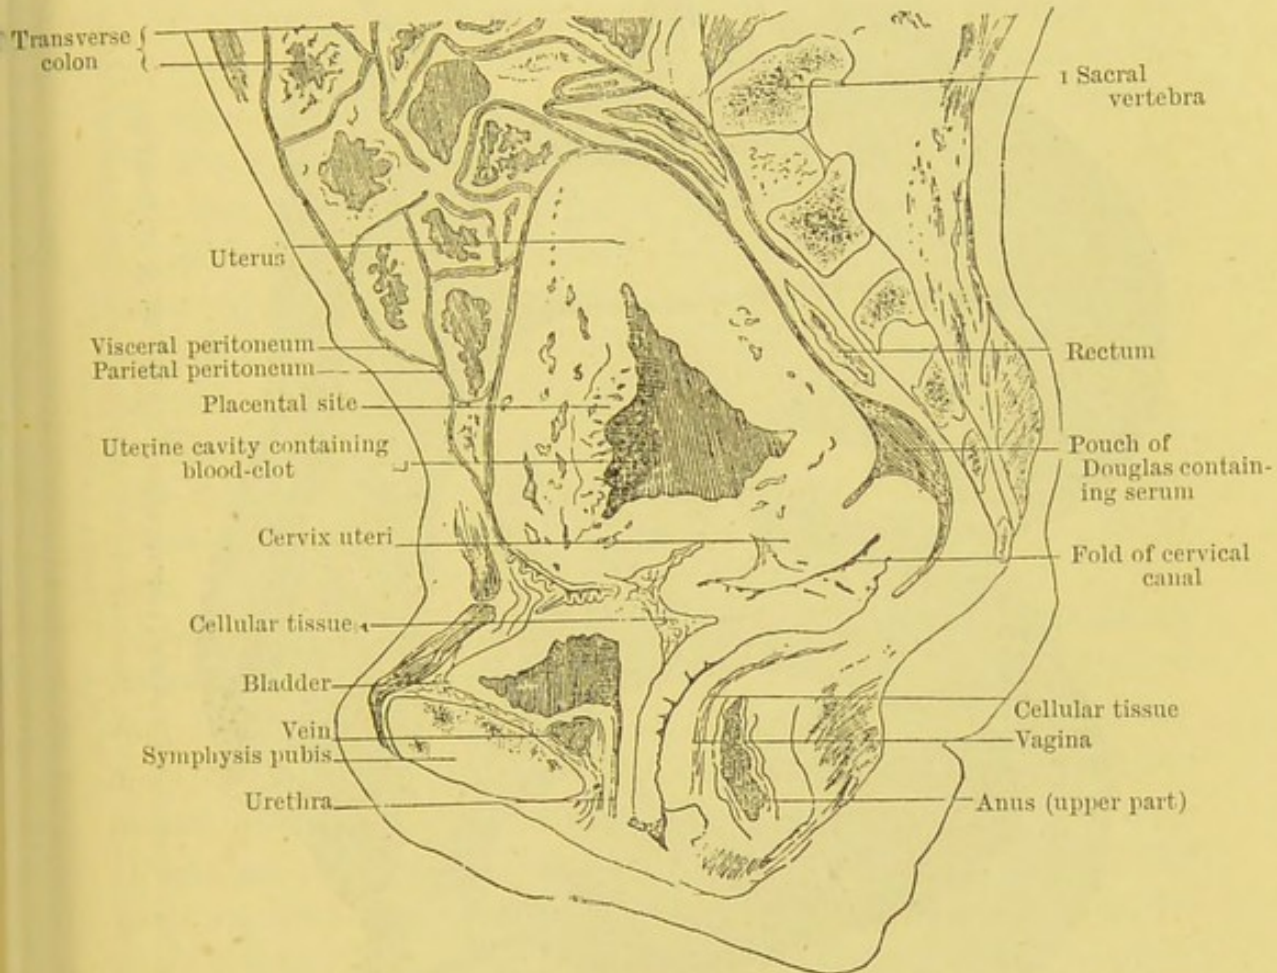 Transverse
colon
Uterus
Visceral peritoneum
Parietal peritoneum
Placental site
Uterine cavity containing
blood-clot
Cervix uteri
Cellular tissue
Bladder
Vein
Symphysis pubis
Urethra
1 Sacral
vertebra
Rectum
Pouch of
Douglas contain-
ing serum
Fold of cervical
canal
Cellular tissue
Vagina
Anus (upper part)